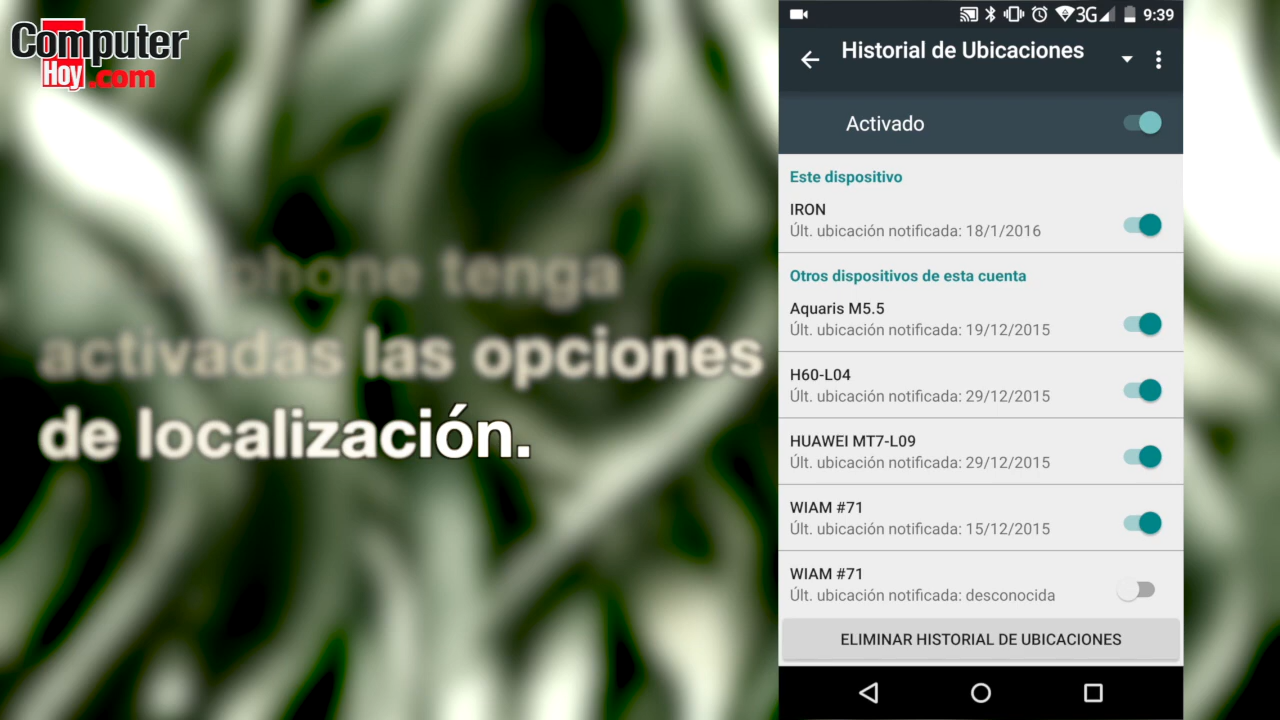 Computer
Hoy.com
phone tenga
activadas las opciones
de localización.
3G 9:39
Historial de Ubicaciones
Activado
Este dispositivo
IRON
Últ. ubicación notificada: 18/1/2016
Otros dispositivos de esta cuenta
Aquaris M5.5
Últ. ubicación notificada: 19/12/2015
H60-L04
Últ. ubicación notificada: 29/12/2015
HUAWEI MT7-L09
Últ. ubicación notificada: 29/12/2015
WIAM #71
Últ. ubicación notificada: 15/12/2015
WIAM #71
Últ. ubicación notificada: desconocida
ELIMINAR HISTORIAL DE UBICACIONES